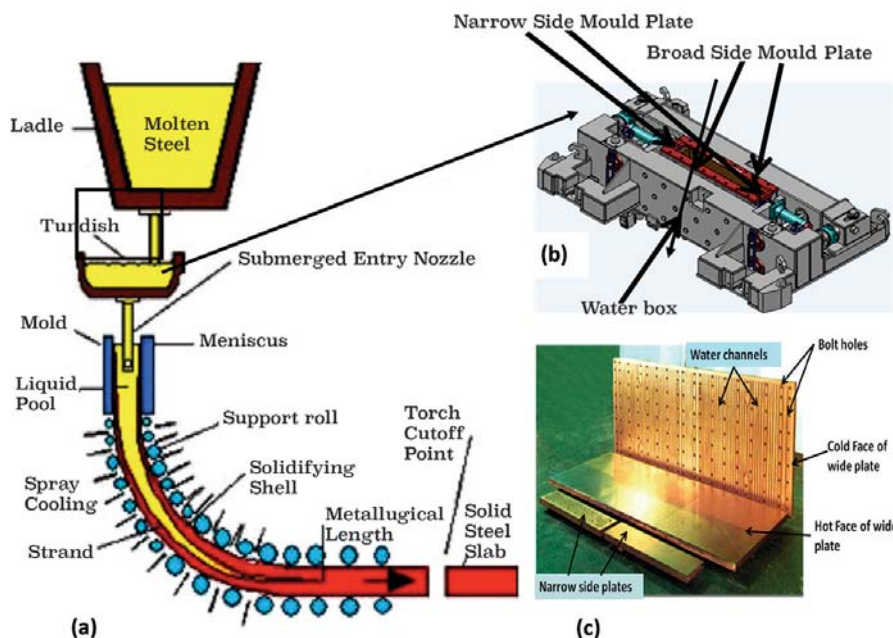 Ladle
Molten
Steel
Turdish
Submerged Entry Nozzle
Mold
Meniscus
Liquid
Pool
Support roll
Torch
Cutoff
Point
Spray
Cooling
Solidifying
Shell
Strand
Metallugical
Length
Solid
Steel
Slab
(a)
Narrow Side Mould Plate
Broad Side Mould Plate
(b)
Water box
Water channels
Bolt holes
Cold Face of
wide plate
Hot Face of wide
plate
Narrow side plates
(c)